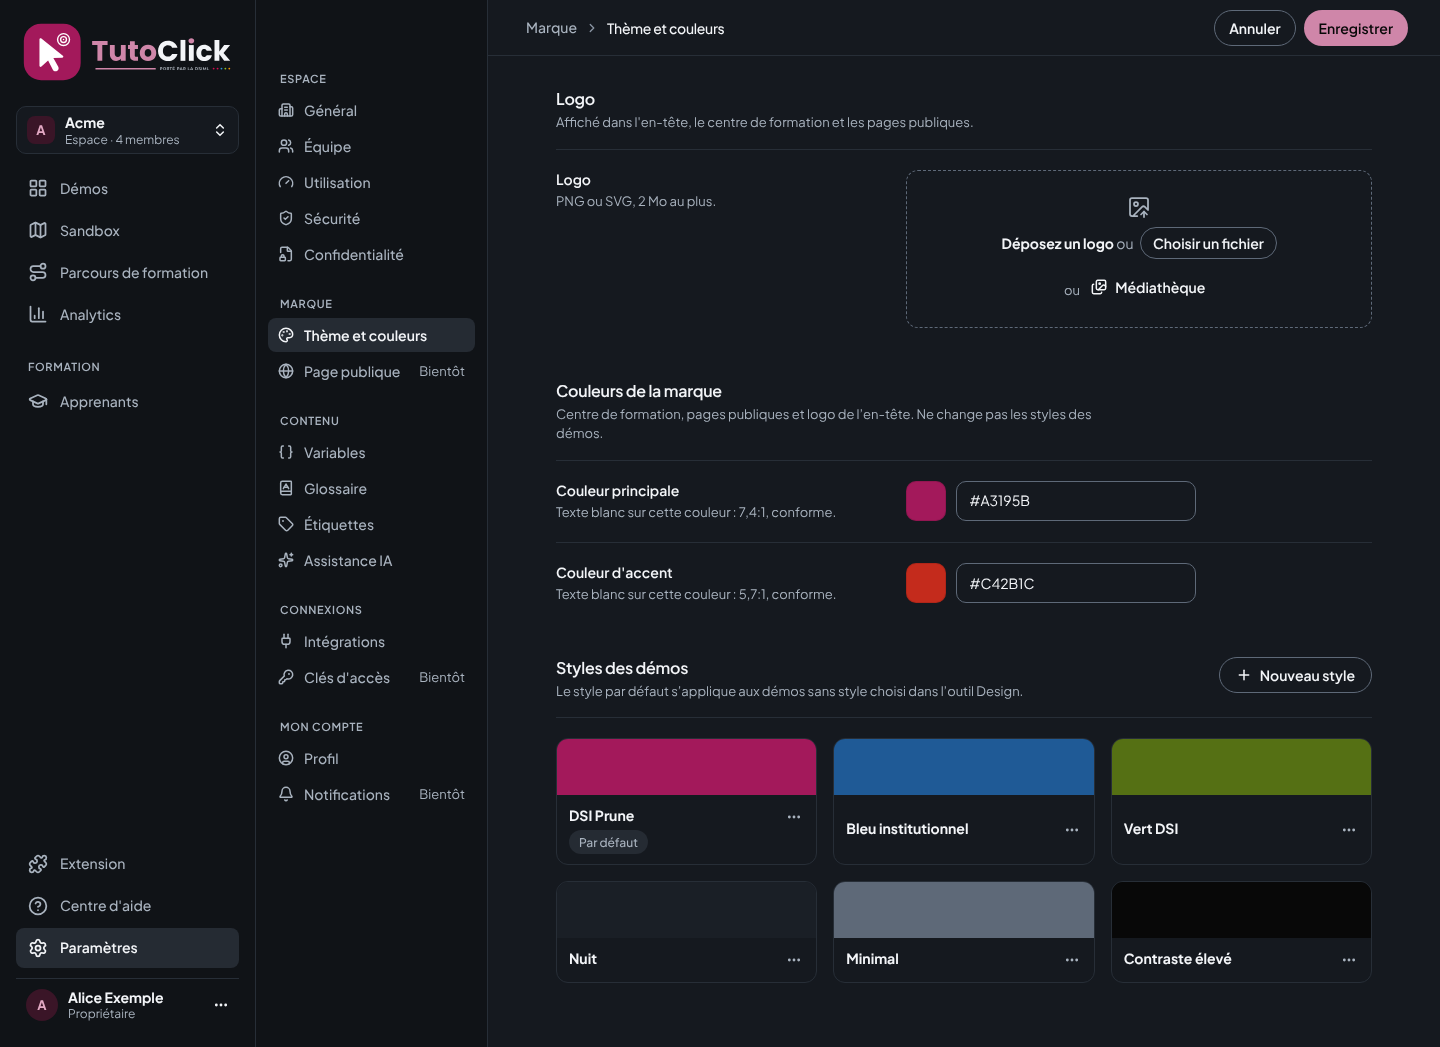 TutoClick
PORTÉ PAR LA DSIML
A
Acme
Espace · 4 membres
Démos
Sandbox
Parcours de formation
Analytics
FORMATION
Apprenants
Extension
Centre d'aide
Paramètres
A
Alice Exemple
Propriétaire
ESPACE
Général
Équipe
Utilisation
Sécurité
Confidentialité
MARQUE
Thème et couleurs
Page publique Bientôt
CONTENU
Variables
Glossaire
Étiquettes
Assistance IA
CONNEXIONS
Intégrations
Clés d'accès Bientôt
MON COMPTE
Profil
Notifications Bientôt
Marque > Thème et couleurs
Annuler
Enregistrer
Logo
Affiché dans l'en-tête, le centre de formation et les pages publiques.
Logo
PNG ou SVG, 2 Mo au plus.
Déposez un logo ou Choisir un fichier
ou Médiathèque
Couleurs de la marque
Centre de formation, pages publiques et logo de l'en-tête. Ne change pas les styles des
démos.
Couleur principale
Texte blanc sur cette couleur : 7,4:1, conforme.
#A3195B
Couleur d'accent
Texte blanc sur cette couleur : 5,7:1, conforme.
#C42B1C
Styles des démos
Le style par défaut s'applique aux démos sans style choisi dans l'outil Design.
Nouveau style
DSI Prune
Par défaut
Bleu institutionnel
Vert DSI
Nuit
Minimal
Contraste élevé